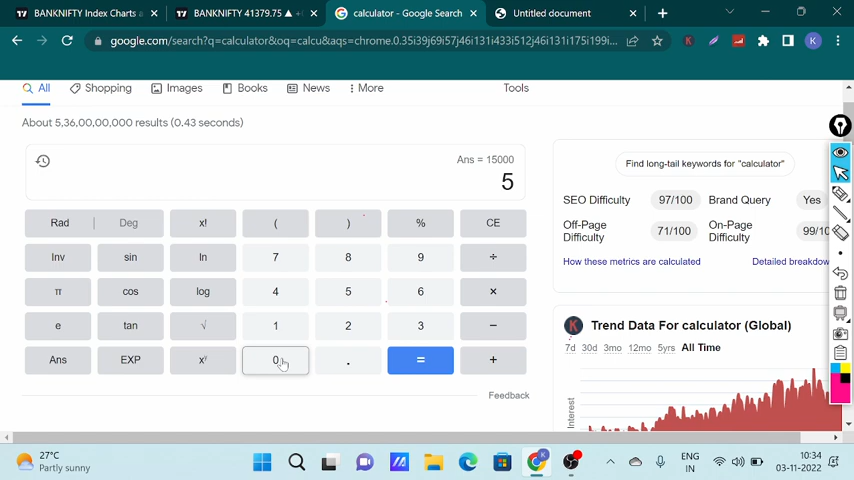 BANKNIFTY Index Charts a
BANKNIFTY 41379.75 ▲ +
calculator - Google Search
Untitled document
google.com/search?q=calculator&oq=calcu&aqs=chrome.0.35i39j69i57j46i131i433i512j46i131i175i199i...
K
K
All
Shopping
Images
Books
News
More
Tools
About 5,36,00,00,000 results (0.43 seconds)
Ans = 15000
5
Rad | Deg
x!
(
)
%
CE
Inv
sin
ln
7
8
9
÷
π
cos
log
4
5
6
×
e
tan
√
1
2
3
−
Ans
EXP
xʸ
0
.
=
+
Feedback
Find long-tail keywords for "calculator"
SEO Difficulty 97/100 Brand Query Yes
Off-Page Difficulty 71/100 On-Page Difficulty 99/10
How these metrics are calculated
Detailed breakdow
K Trend Data For calculator (Global)
7d 30d 3mo 12mo 5yrs All Time
Interest
27°C
Partly sunny
ENG
IN
10:34
03-11-2022